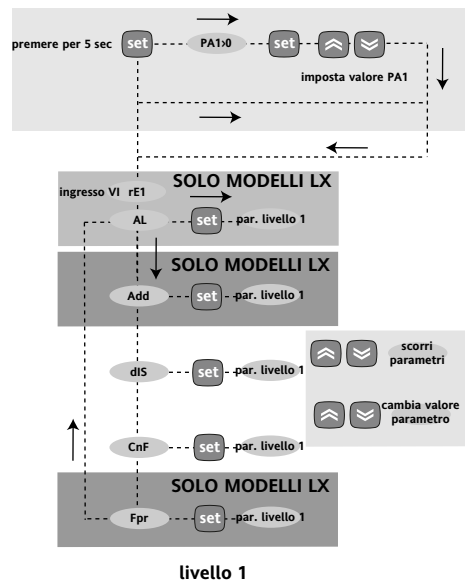 premere per 5 sec set PA1>0 set
imposta valore PA1
SOLO MODELLI LX
ingresso VI rE1
AL set par. livello 1
SOLO MODELLI LX
Add set par. livello 1
scorri
parametri
dIS set par. livello 1
cambia valore
parametro
CnF set par. livello 1
SOLO MODELLI LX
Fpr set par. livello 1
livello 1